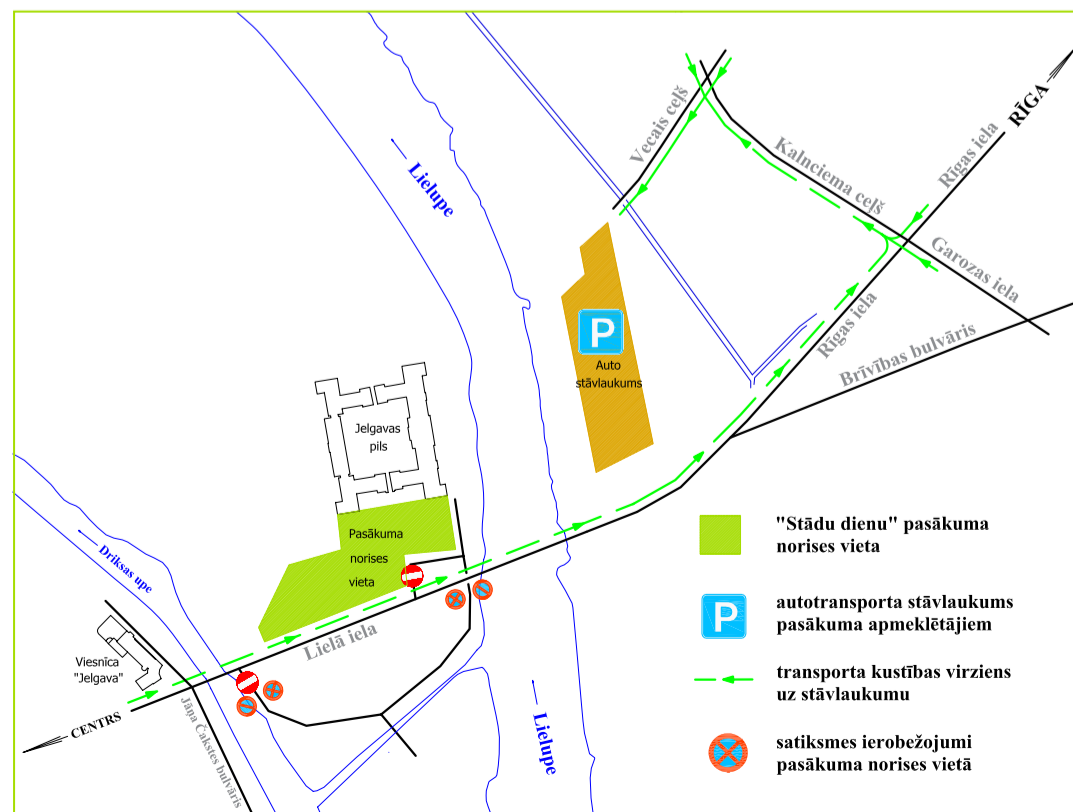 Vecais ceļš
Kalnciema ceļš
Rīgas iela
RĪGA
Garozas iela
Rīgas iela
Brīvības bulvāris
Lielupe
P
Auto
stāvlaukums
Jelgavas
pils
Pasākuma
norises
vieta
Driksas upe
Lielā iela
Viesnīca
"Jelgava"
CENTRS
Jāņa Čakstes bulvāris
Lielupe
"Stādu dienu" pasākuma
norises vieta
P
autotransporta stāvlaukums
pasākuma apmeklētājiem
transporta kustības virziens
uz stāvlaukumu
satiksmes ierobežojumi
pasākuma norises vietā